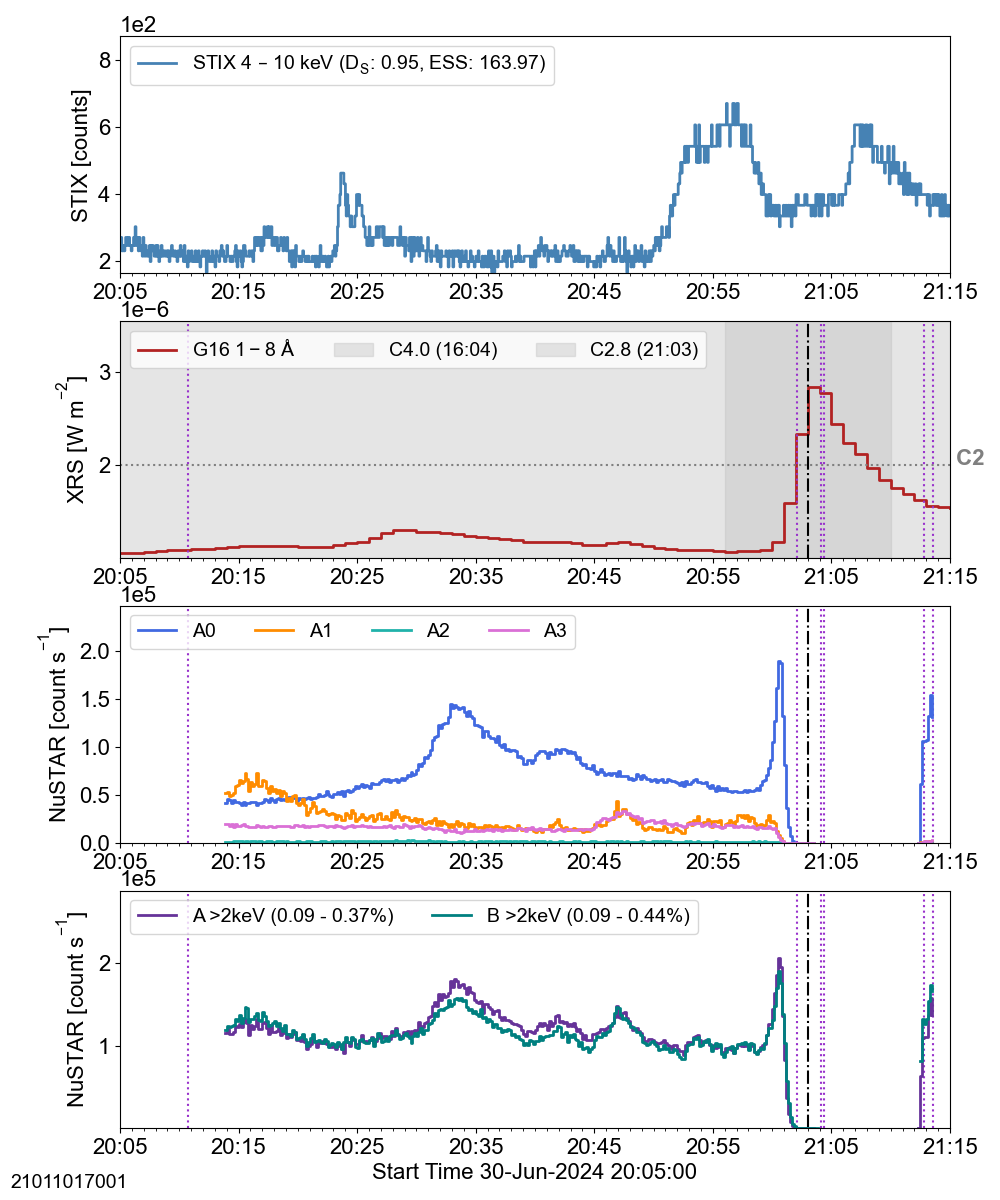 1e2
8
6
4
2
STIX [counts]
STIX 4 – 10 keV (DS: 0.95, ESS: 163.97)
20:05 20:15 20:25 20:35 20:45 20:55 21:05 21:15
1e−6
3
2
XRS [W m−2]
G16 1 – 8 Å C4.0 (16:04) C2.8 (21:03)
C2
20:05 20:15 20:25 20:35 20:45 20:55 21:05 21:15
1e5
2.0
1.5
1.0
0.5
0.0
NuSTAR [count s−1]
A0 A1 A2 A3
20:05 20:15 20:25 20:35 20:45 20:55 21:05 21:15
1e5
2
1
NuSTAR [count s−1]
A >2keV (0.09 - 0.37%) B >2keV (0.09 - 0.44%)
20:05 20:15 20:25 20:35 20:45 20:55 21:05 21:15
Start Time 30-Jun-2024 20:05:00
21011017001